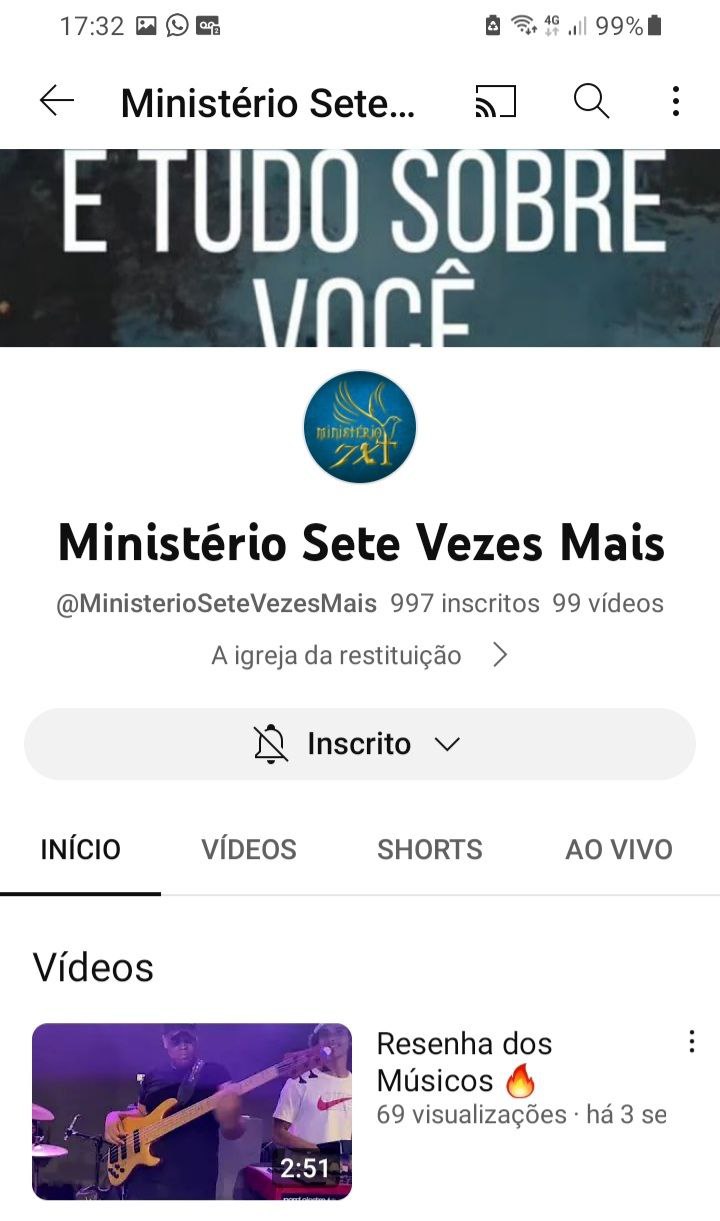 17:32
4G
99%
Ministério Sete...
É TUDO SOBRE
VOCÊ
MINISTÉRIO
7x+
Ministério Sete Vezes Mais
@MinisterioSeteVezesMais 997 inscritos 99 vídeos
A igreja da restituição
Inscrito
INÍCIO VÍDEOS SHORTS AO VIVO
Vídeos
Resenha dos
Músicos 🔥
69 visualizações · há 3 se
2:51